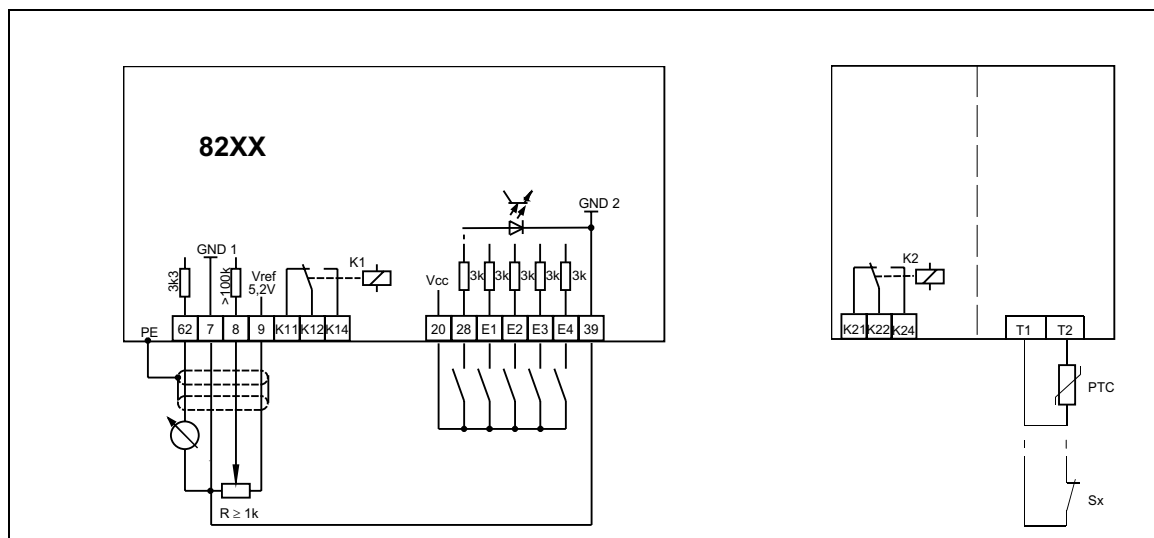 82XX
GND 2
GND 1
3k3
>100k
Vref
5,2V
K1
Vcc
3k 3k 3k 3k 3k
K2
PE
62 7 8 9 K11 K12 K14
20 28 E1 E2 E3 E4 39
K21 K22 K24
T1 T2
PTC
R ≥ 1k
Sx